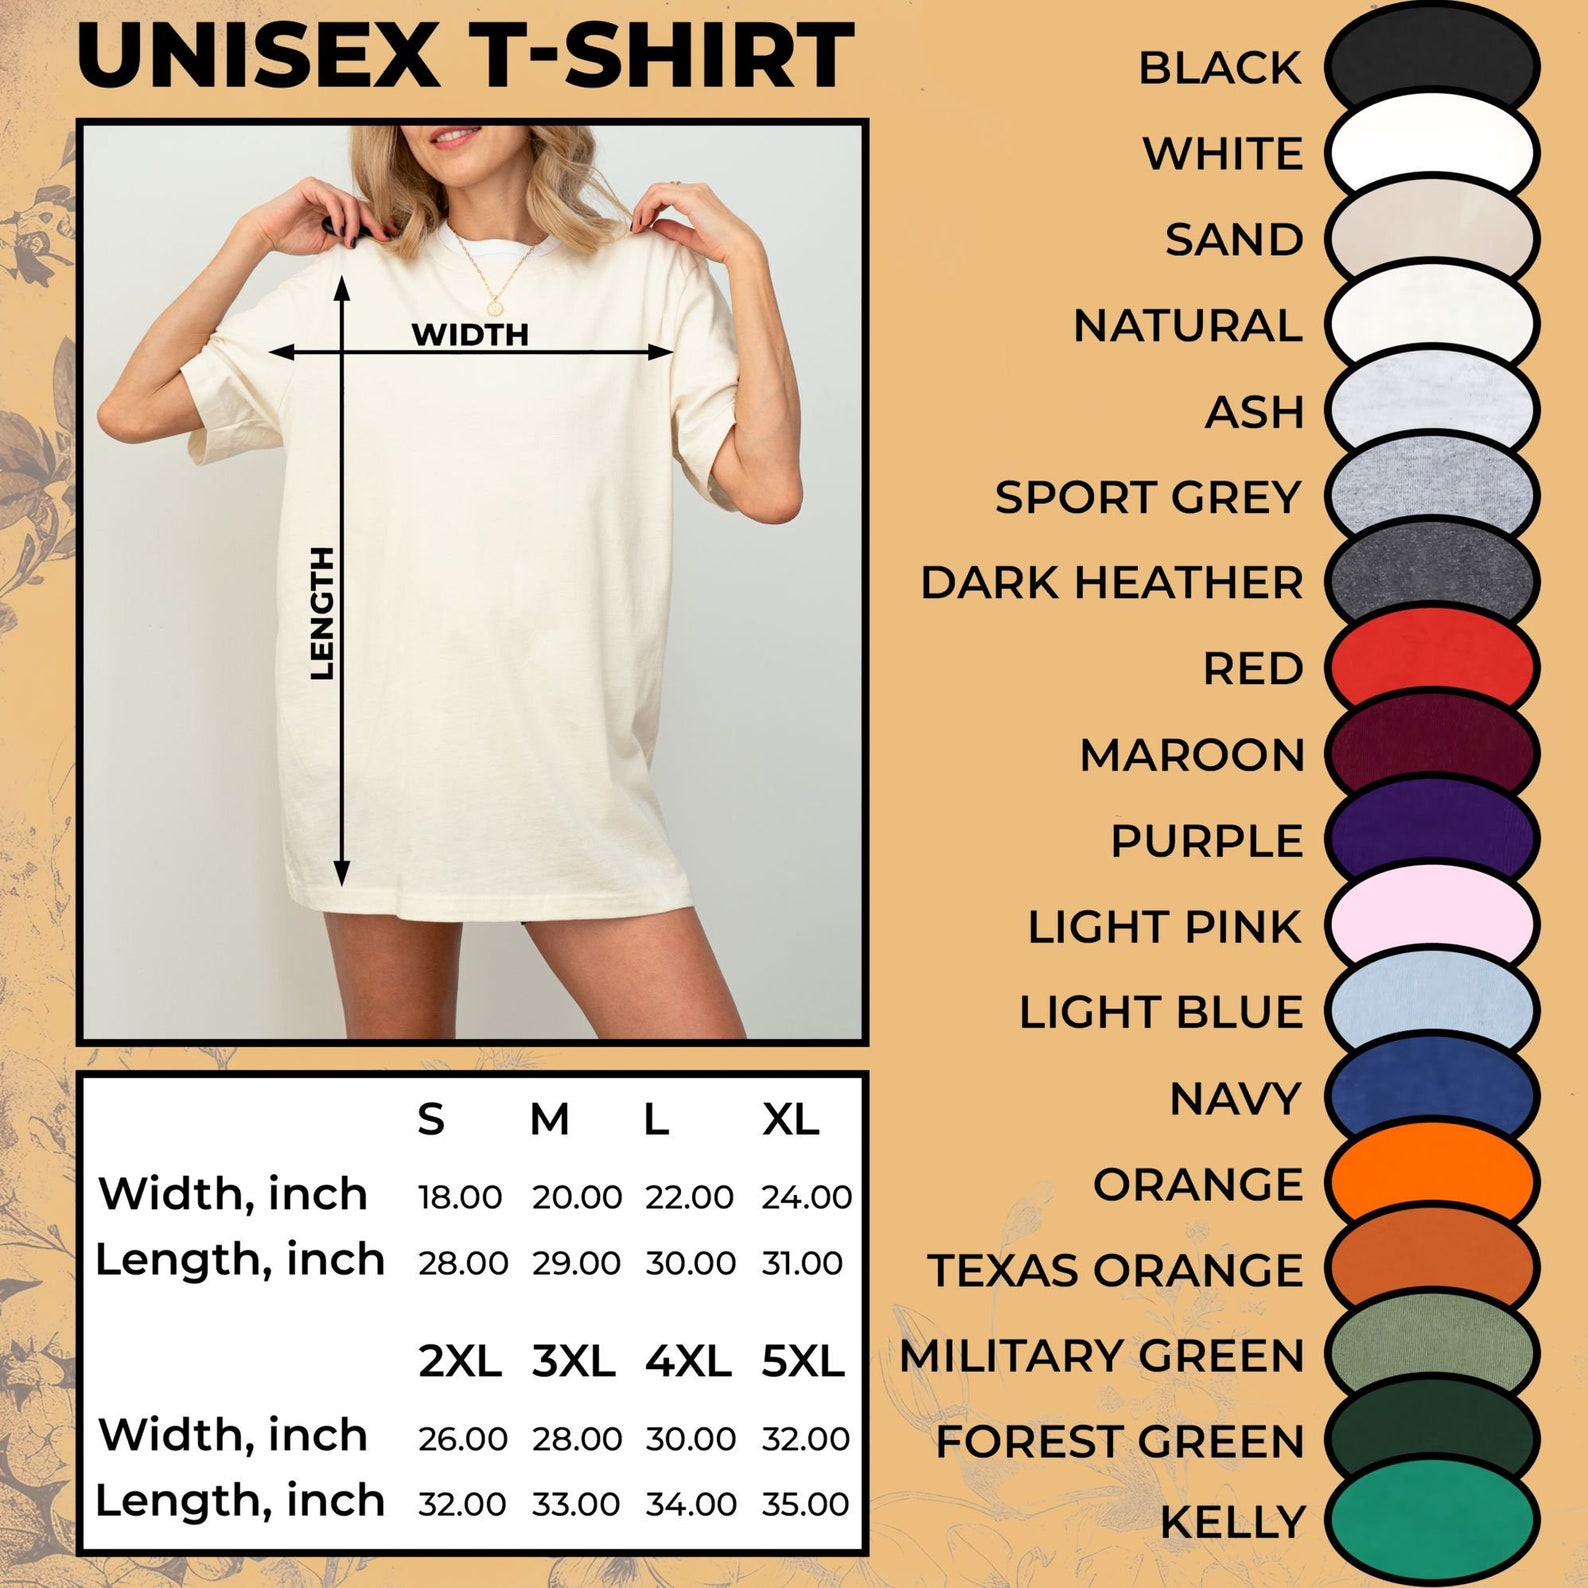 UNISEX T-SHIRT
WIDTH
LENGTH
S M L XL
Width, inch 18.00 20.00 22.00 24.00
Length, inch 28.00 29.00 30.00 31.00
2XL 3XL 4XL 5XL
Width, inch 26.00 28.00 30.00 32.00
Length, inch 32.00 33.00 34.00 35.00
BLACK
WHITE
SAND
NATURAL
ASH
SPORT GREY
DARK HEATHER
RED
MAROON
PURPLE
LIGHT PINK
LIGHT BLUE
NAVY
ORANGE
TEXAS ORANGE
MILITARY GREEN
FOREST GREEN
KELLY